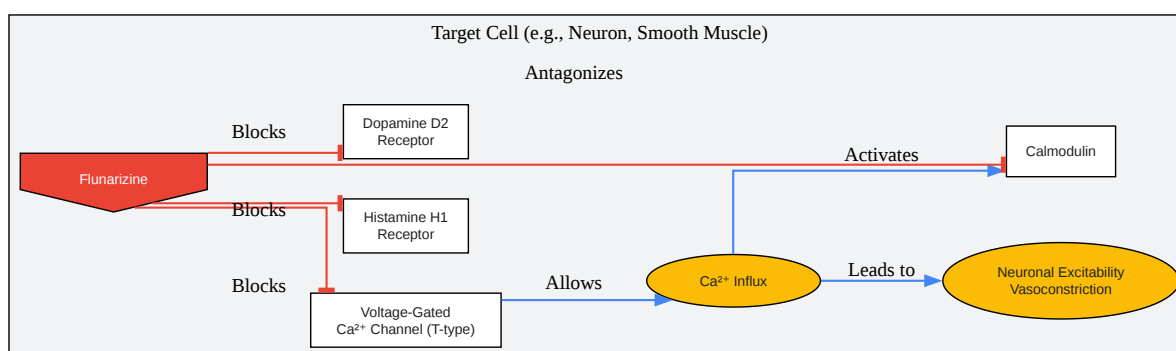 Target Cell (e.g., Neuron, Smooth Muscle)
Antagonizes
Blocks
Dopamine D2
Receptor
Activates
Calmodulin
Flunarizine
Blocks
Histamine H1
Receptor
Blocks
Voltage-Gated
Ca²⁺ Channel (T-type)
Allows
Ca²⁺ Influx
Leads to
Neuronal Excitability
Vasoconstriction